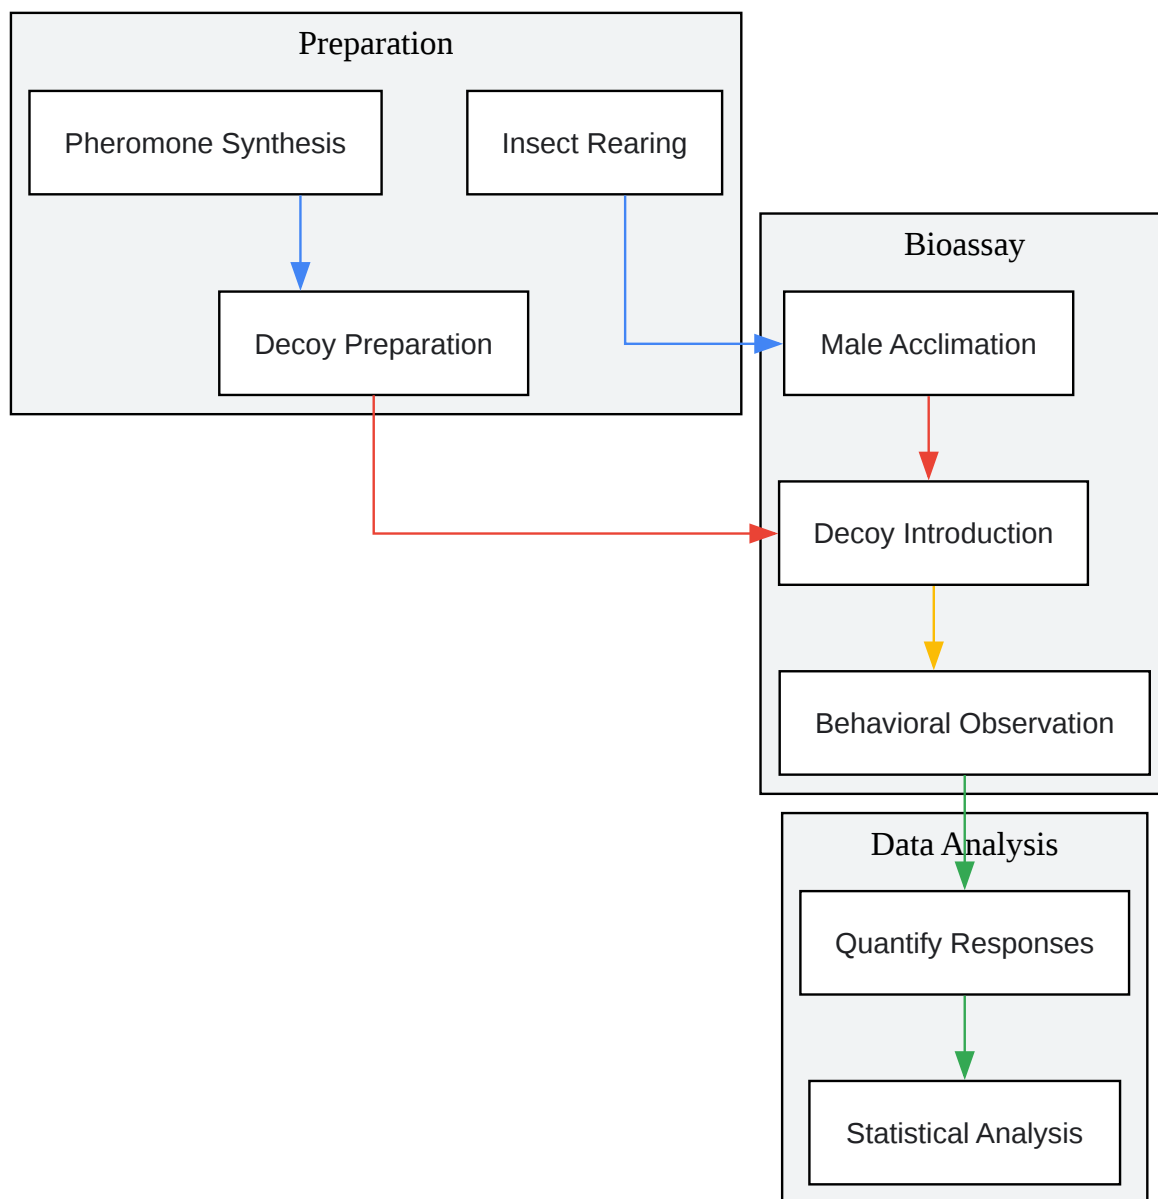 Preparation
Pheromone Synthesis
Insect Rearing
Decoy Preparation
Bioassay
Male Acclimation
Decoy Introduction
Behavioral Observation
Data Analysis
Quantify Responses
Statistical Analysis